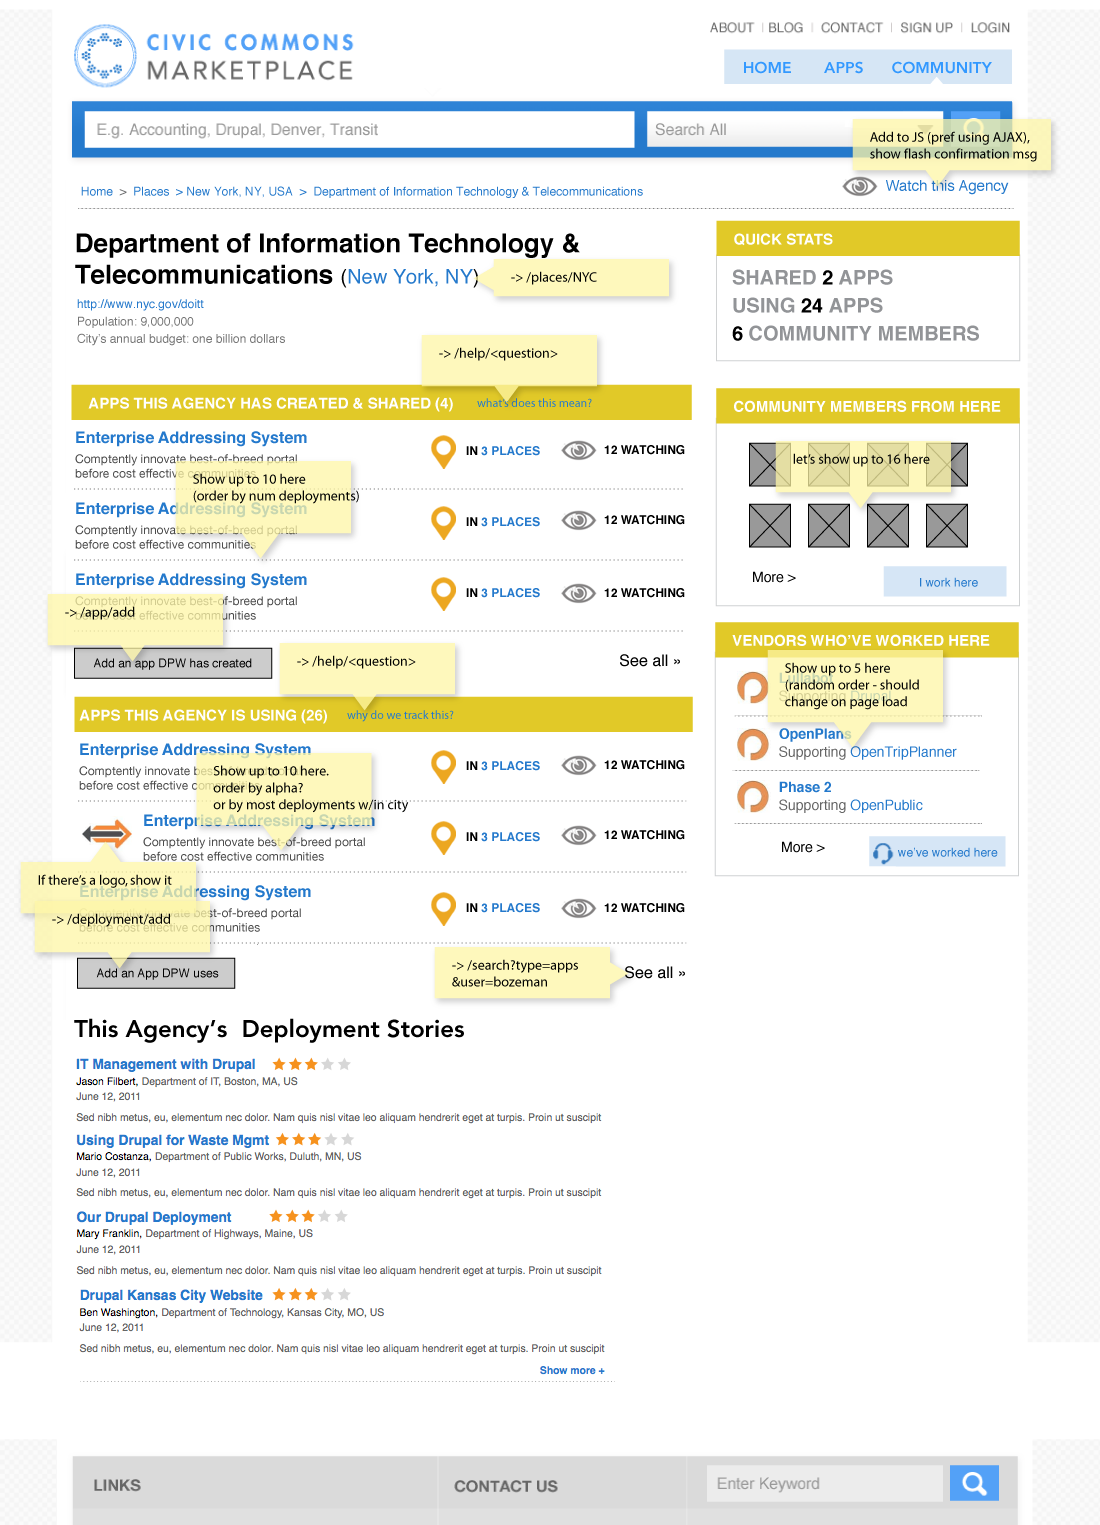 CIVIC COMMONS
MARKETPLACE
ABOUT | BLOG | CONTACT | SIGN UP | LOGIN
HOME APPS COMMUNITY
E.g. Accounting, Drupal, Denver, Transit
Search All
Add to JS (pref using AJAX),
show flash confirmation msg
Home > Places > New York, NY, USA > Department of Information Technology & Telecommunications
Watch this Agency
Department of Information Technology &
Telecommunications (New York, NY)
-> /places/NYC
http://www.nyc.gov/doitt
Population: 9,000,000
City's annual budget: one billion dollars
-> /help/<question>
QUICK STATS
SHARED 2 APPS
USING 24 APPS
6 COMMUNITY MEMBERS
APPS THIS AGENCY HAS CREATED & SHARED (4)
what's does this mean?
Enterprise Addressing System
Comptently innovate best-of-breed portal
before cost effective communities
IN 3 PLACES
12 WATCHING
Show up to 10 here
(order by num deployments)
Enterprise Addressing System
Comptently innovate best-of-breed portal
before cost effective communities
IN 3 PLACES
12 WATCHING
Enterprise Addressing System
Comptently innovate best-of-breed portal
before cost effective communities
IN 3 PLACES
12 WATCHING
-> /app/add
Add an app DPW has created
-> /help/<question>
See all »
COMMUNITY MEMBERS FROM HERE
let's show up to 16 here
More >
I work here
VENDORS WHO'VE WORKED HERE
Show up to 5 here
(random order - should
change on page load
Lullabot
Supporting Drupal
OpenPlans
Supporting OpenTripPlanner
Phase 2
Supporting OpenPublic
More >
we've worked here
APPS THIS AGENCY IS USING (26)
why do we track this?
Enterprise Addressing System
Comptently innovate best-of-breed portal
before cost effective communities
IN 3 PLACES
12 WATCHING
Show up to 10 here.
order by alpha?
or by most deployments w/in city
Enterprise Addressing System
Comptently innovate best-of-breed portal
before cost effective communities
IN 3 PLACES
12 WATCHING
If there's a logo, show it
Enterprise Addressing System
Comptently innovate best-of-breed portal
before cost effective communities
IN 3 PLACES
12 WATCHING
-> /deployment/add
Add an App DPW uses
-> /search?type=apps
&user=bozeman
See all »
This Agency's Deployment Stories
IT Management with Drupal
Jason Filbert, Department of IT, Boston, MA, US
June 12, 2011
Sed nibh metus, eu, elementum nec dolor. Nam quis nisl vitae leo aliquam hendrerit eget at turpis. Proin ut suscipit
Using Drupal for Waste Mgmt
Mario Costanza, Department of Public Works, Duluth, MN, US
June 12, 2011
Sed nibh metus, eu, elementum nec dolor. Nam quis nisl vitae leo aliquam hendrerit eget at turpis. Proin ut suscipit
Our Drupal Deployment
Mary Franklin, Department of Highways, Maine, US
June 12, 2011
Sed nibh metus, eu, elementum nec dolor. Nam quis nisl vitae leo aliquam hendrerit eget at turpis. Proin ut suscipit
Drupal Kansas City Website
Ben Washington, Department of Technology, Kansas City, MO, US
June 12, 2011
Sed nibh metus, eu, elementum nec dolor. Nam quis nisl vitae leo aliquam hendrerit eget at turpis. Proin ut suscipit
Show more +
LINKS
CONTACT US
Enter Keyword